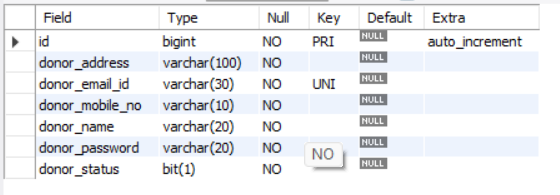 Field Type Null Key Default Extra
id bigint NO PRI NULL auto_increment
donor_address varchar(100) NO NULL
donor_email_id varchar(30) NO UNI NULL
donor_mobile_no varchar(10) NO NULL
donor_name varchar(20) NO NULL
donor_password varchar(20) NO NULL
NO
donor_status bit(1) NO NULL